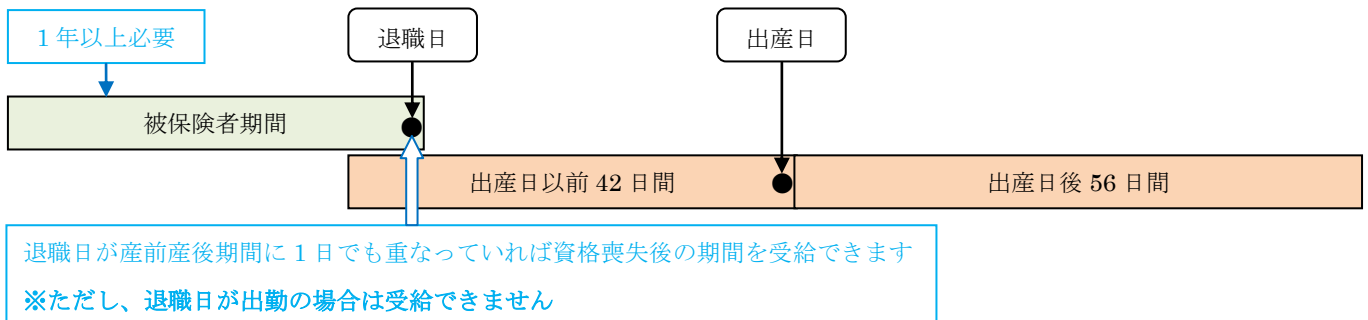 1年以上必要
退職日
出産日
被保険者期間
出産日以前 42 日間
出産日後 56 日間
退職日が産前産後期間に 1 日でも重なっていれば資格喪失後の期間を受給できます
※ただし、退職日が出勤の場合は受給できません